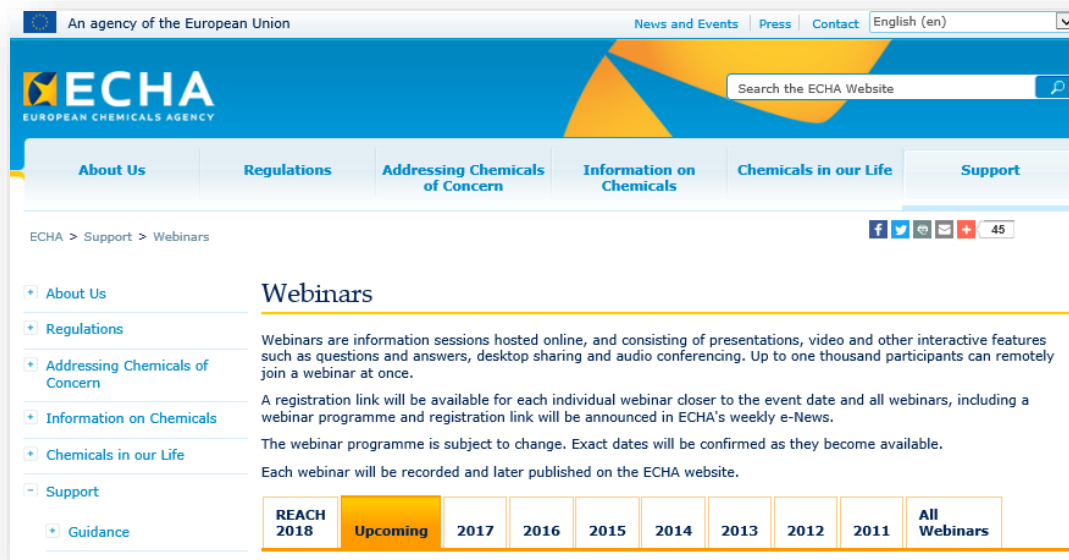 An agency of the European Union
News and Events Press Contact English (en)
ECHA
EUROPEAN CHEMICALS AGENCY
Search the ECHA Website
About Us
Regulations
Addressing Chemicals
of Concern
Information on
Chemicals
Chemicals in our Life
Support
ECHA > Support > Webinars
45
About Us
Regulations
Addressing Chemicals of
Concern
Information on Chemicals
Chemicals in our Life
Support
Guidance
Webinars
Webinars are information sessions hosted online, and consisting of presentations, video and other interactive features
such as questions and answers, desktop sharing and audio conferencing. Up to one thousand participants can remotely
join a webinar at once.
A registration link will be available for each individual webinar closer to the event date and all webinars, including a
webinar programme and registration link will be announced in ECHA's weekly e-News.
The webinar programme is subject to change. Exact dates will be confirmed as they become available.
Each webinar will be recorded and later published on the ECHA website.
REACH
2018
Upcoming
2017
2016
2015
2014
2013
2012
2011
All
Webinars